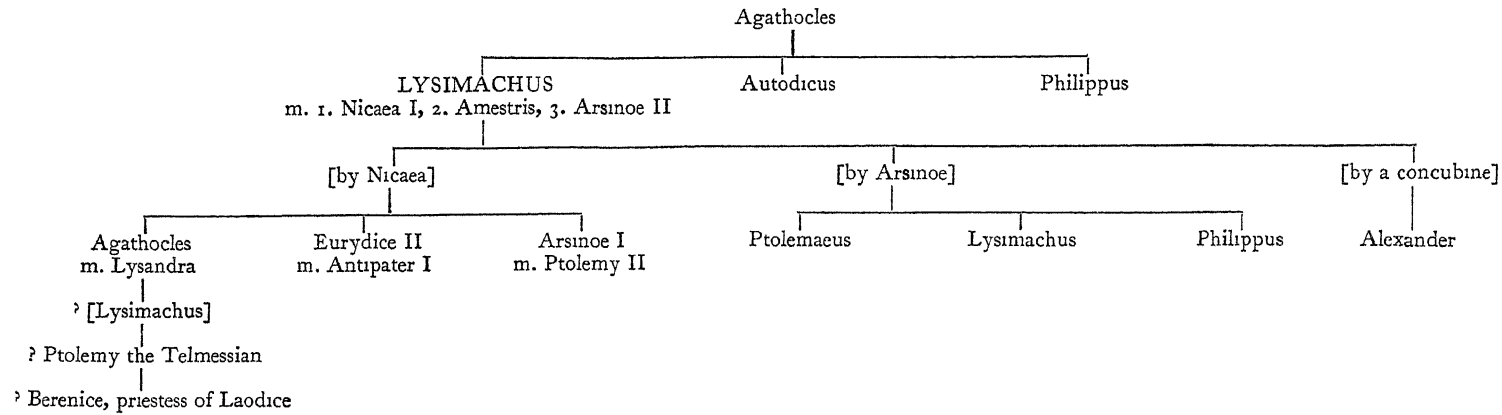 Agathocles
LYSIMACHUS
Autodicus
Philippus
m. 1. Nicaea I, 2. Amestris, 3. Arsinoe II
[by Nicaea]
[by Arsinoe]
[by a concubine]
Agathocles
m. Lysandra
Eurydice II
m. Antipater I
Arsinoe I
m. Ptolemy II
Ptolemaeus
Lysimachus
Philippus
Alexander
? [Lysimachus]
? Ptolemy the Telmessian
? Berenice, priestess of Laodice